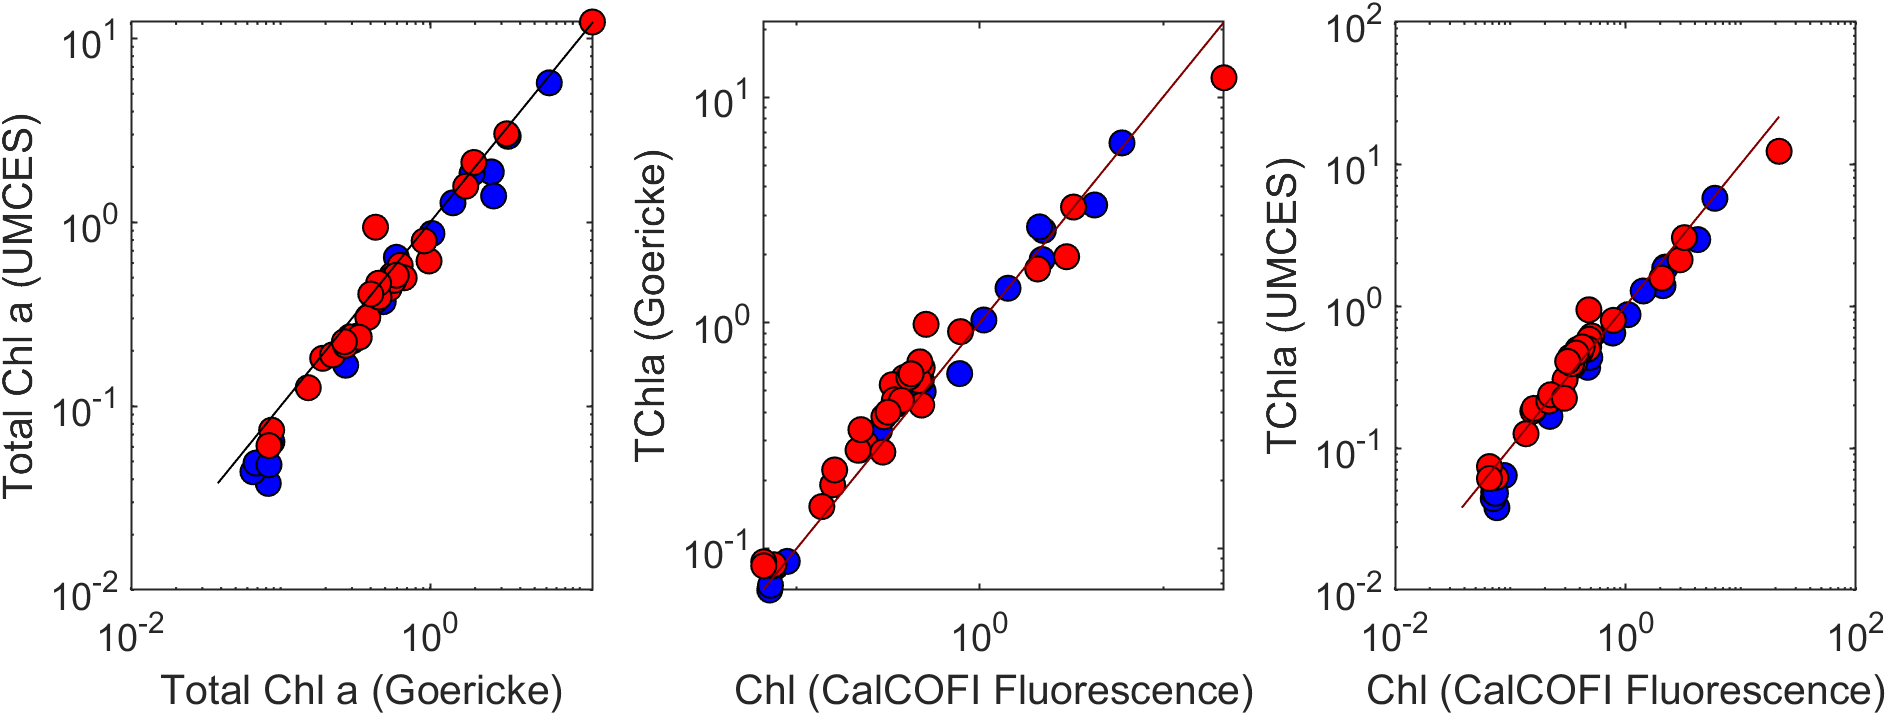 Total Chl a (UMCES)
10^1
10^0
10^-1
10^-2
10^-2 10^0
Total Chl a (Goericke)
TChla (Goericke)
10^1
10^0
10^-1
10^0
Chl (CalCOFI Fluorescence)
TChla (UMCES)
10^2
10^1
10^0
10^-1
10^-2
10^-2 10^0 10^2
Chl (CalCOFI Fluorescence)